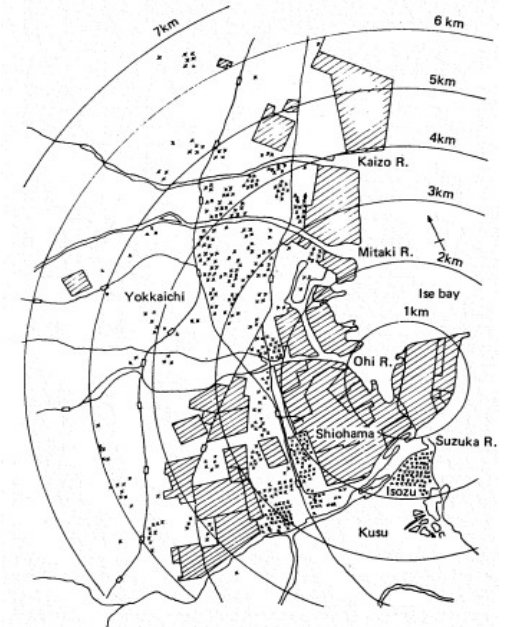 7km
6 km
5km
4km
Kaizo R.
3km
Mitaki R.
2km
Yokkaichi
Ise bay
1km
Ohi R.
Shiohama
Suzuka R.
Isozu
Kusu